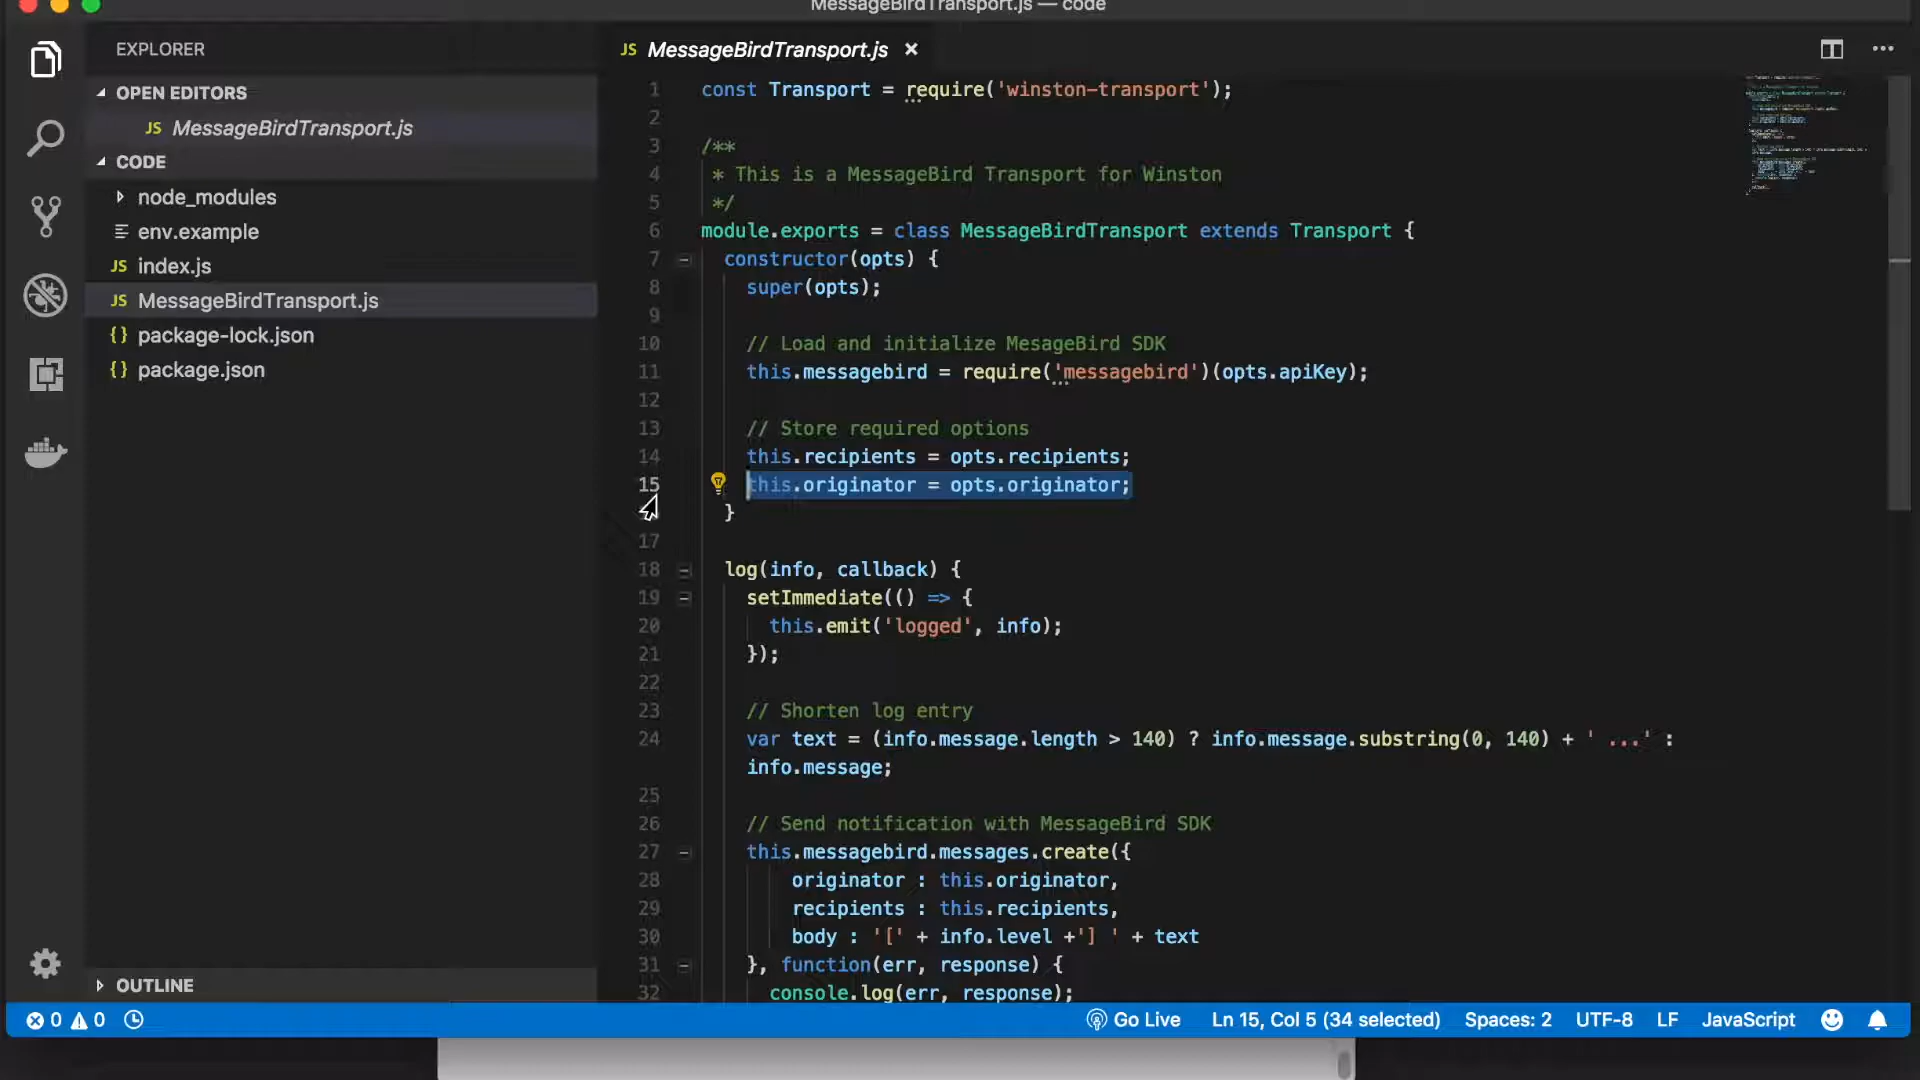 MessageBirdTransport.js — code
EXPLORER
OPEN EDITORS
JS MessageBirdTransport.js
CODE
node_modules
env.example
JS index.js
JS MessageBirdTransport.js
{} package-lock.json
{} package.json
OUTLINE
JS MessageBirdTransport.js ×
1 const Transport = require('winston-transport');
2
3 /**
4 * This is a MessageBird Transport for Winston
5 */
6 module.exports = class MessageBirdTransport extends Transport {
7 constructor(opts) {
8 super(opts);
9
10 // Load and initialize MesageBird SDK
11 this.messagebird = require('messagebird')(opts.apiKey);
12
13 // Store required options
14 this.recipients = opts.recipients;
15 this.originator = opts.originator;
}
17
18 log(info, callback) {
19 setImmediate(() => {
20 this.emit('logged', info);
21 });
22
23 // Shorten log entry
24 var text = (info.message.length > 140) ? info.message.substring(0, 140) + ' ...' :
info.message;
25
26 // Send notification with MessageBird SDK
27 this.messagebird.messages.create({
28 originator : this.originator,
29 recipients : this.recipients,
30 body : '[' + info.level +'] ' + text
31 }, function(err, response) {
32 console.log(err, response);
0 0 Go Live Ln 15, Col 5 (34 selected) Spaces: 2 UTF-8 LF JavaScript